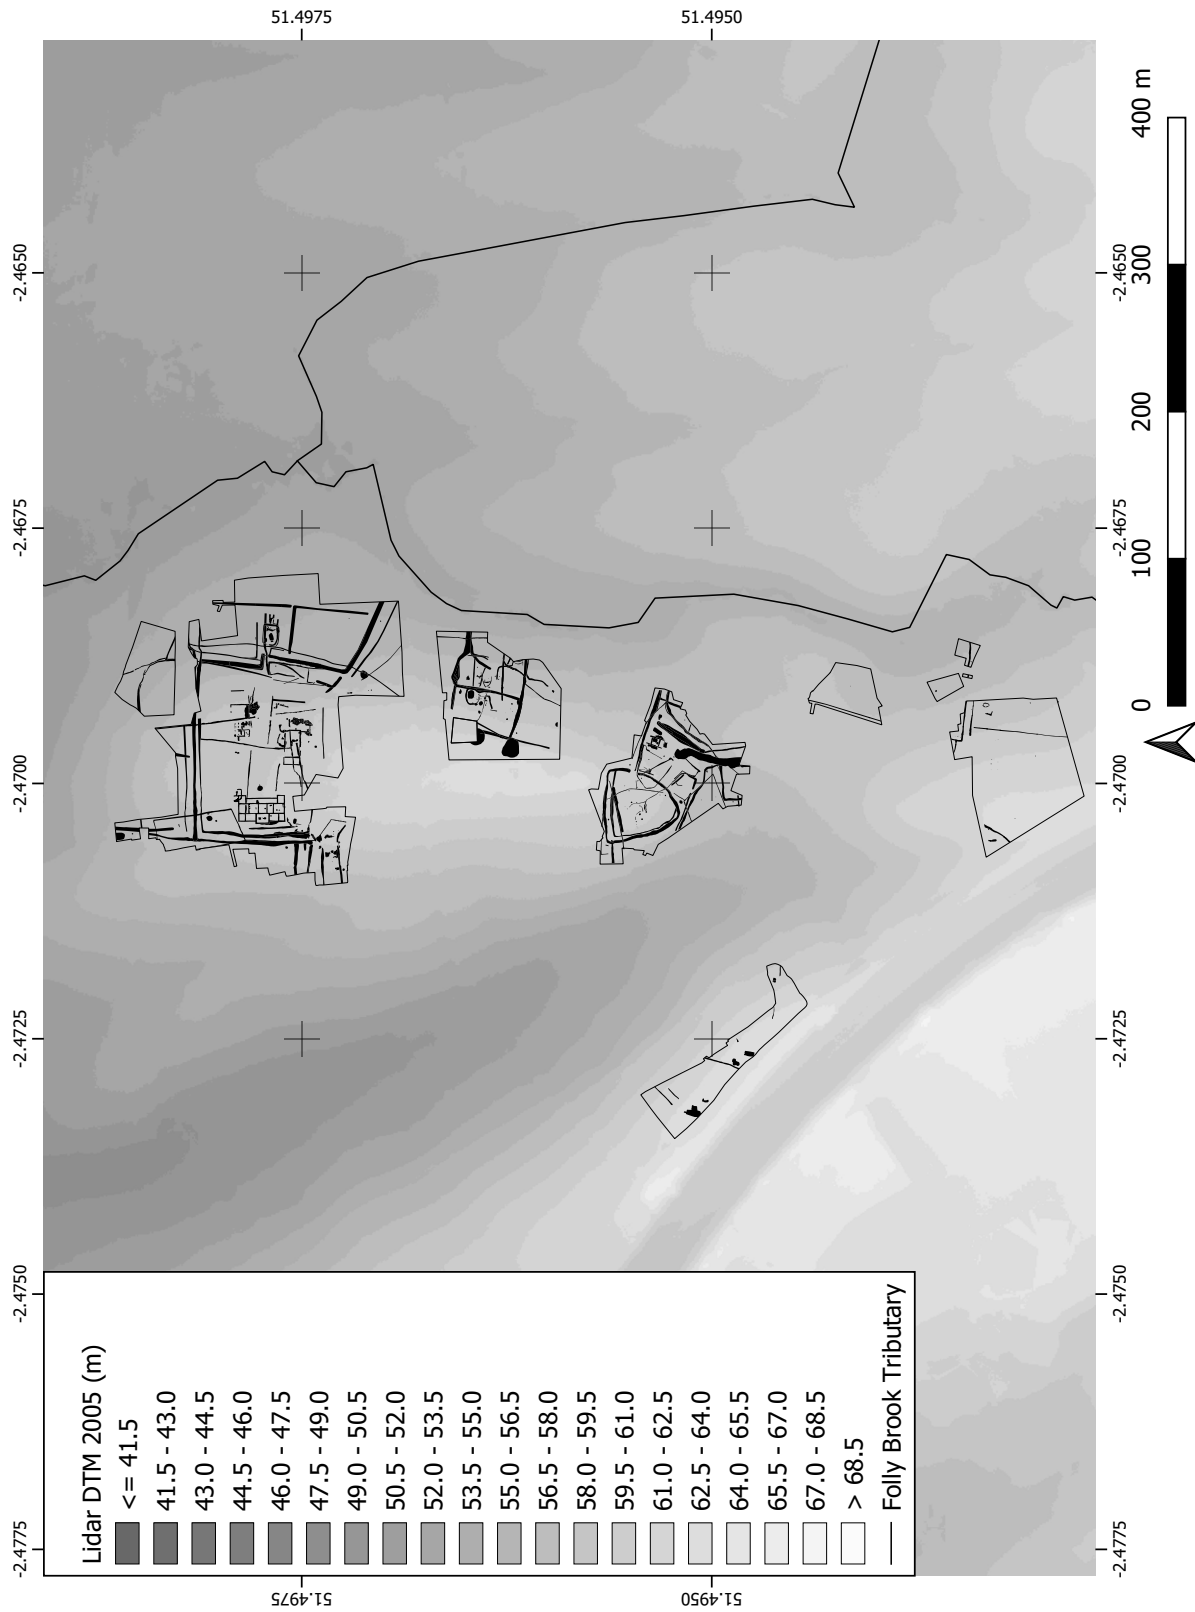 51.4975
51.4950
-2.4650
-2.4675
-2.4700
-2.4725
-2.4750
-2.4775
-2.4650
-2.4675
-2.4700
-2.4725
-2.4750
-2.4775
51.4975
51.4950
Lidar DTM 2005 (m)
<= 41.5
41.5 - 43.0
43.0 - 44.5
44.5 - 46.0
46.0 - 47.5
47.5 - 49.0
49.0 - 50.5
50.5 - 52.0
52.0 - 53.5
53.5 - 55.0
55.0 - 56.5
56.5 - 58.0
58.0 - 59.5
59.5 - 61.0
61.0 - 62.5
62.5 - 64.0
64.0 - 65.5
65.5 - 67.0
67.0 - 68.5
> 68.5
Folly Brook Tributary
0 100 200 300 400 m